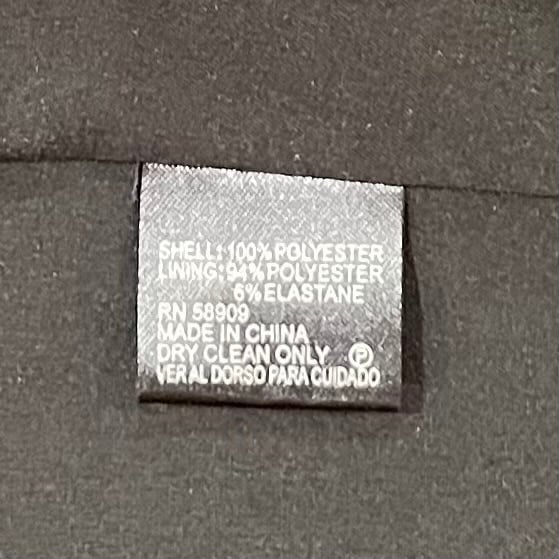 SHELL: 100% POLYESTER
LINING: 94% POLYESTER
6% ELASTANE
RN 58909
MADE IN CHINA
DRY CLEAN ONLY Ⓟ
VER AL DORSO PARA CUIDADO